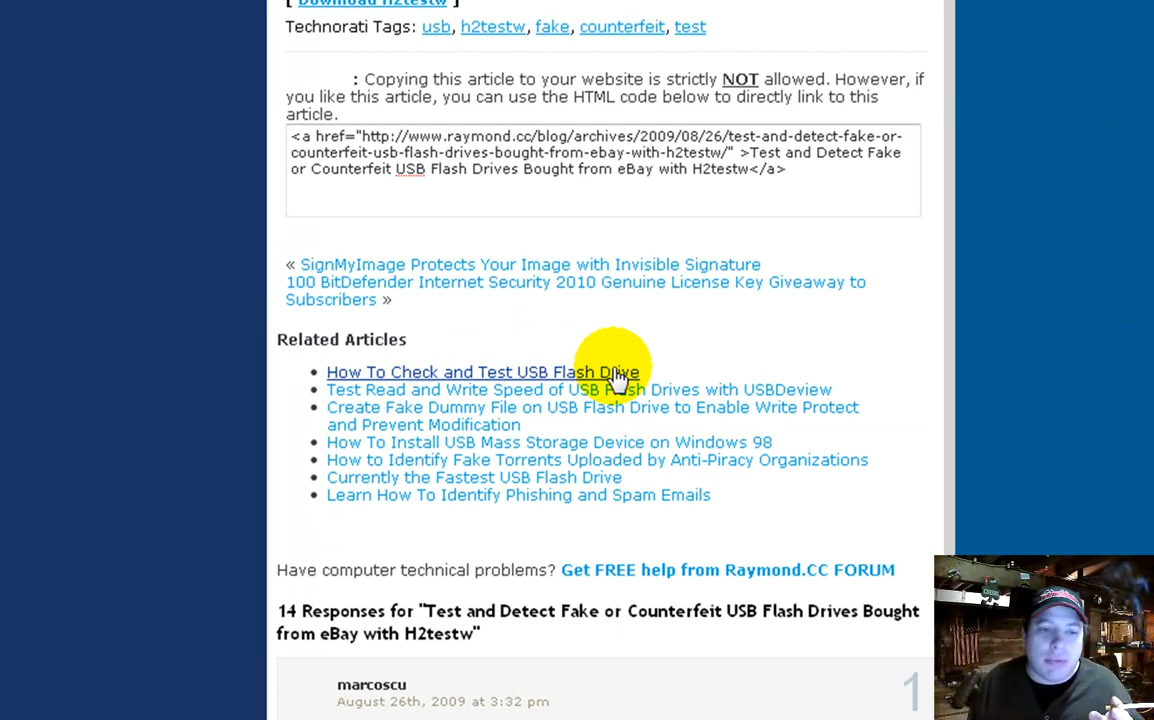 [ Download H2testw ]
Technorati Tags: usb, h2testw, fake, counterfeit, test
: Copying this article to your website is strictly NOT allowed. However, if
you like this article, you can use the HTML code below to directly link to this
article.
<a href="http://www.raymond.cc/blog/archives/2009/08/26/test-and-detect-fake-or-
counterfeit-usb-flash-drives-bought-from-ebay-with-h2testw/" >Test and Detect Fake
or Counterfeit USB Flash Drives Bought from eBay with H2testw</a>
« SignMyImage Protects Your Image with Invisible Signature
100 BitDefender Internet Security 2010 Genuine License Key Giveaway to
Subscribers »
Related Articles
• How To Check and Test USB Flash Drive
• Test Read and Write Speed of USB Flash Drives with USBDeview
• Create Fake Dummy File on USB Flash Drive to Enable Write Protect
and Prevent Modification
• How To Install USB Mass Storage Device on Windows 98
• How to Identify Fake Torrents Uploaded by Anti-Piracy Organizations
• Currently the Fastest USB Flash Drive
• Learn How To Identify Phishing and Spam Emails
Have computer technical problems? Get FREE help from Raymond.CC FORUM
14 Responses for "Test and Detect Fake or Counterfeit USB Flash Drives Bought
from eBay with H2testw"
marcoscu
1
August 26th, 2009 at 3:32 pm